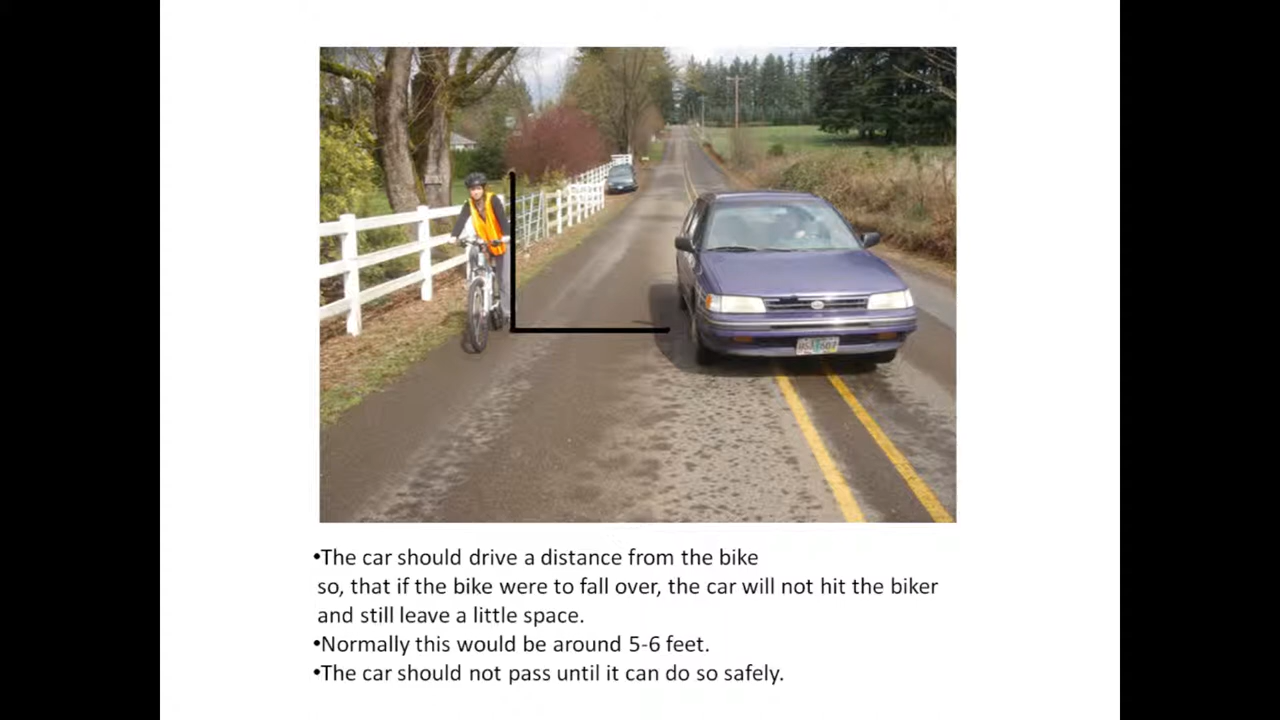 •The car should drive a distance from the bike
so, that if the bike were to fall over, the car will not hit the biker
and still leave a little space.
•Normally this would be around 5-6 feet.
•The car should not pass until it can do so safely.